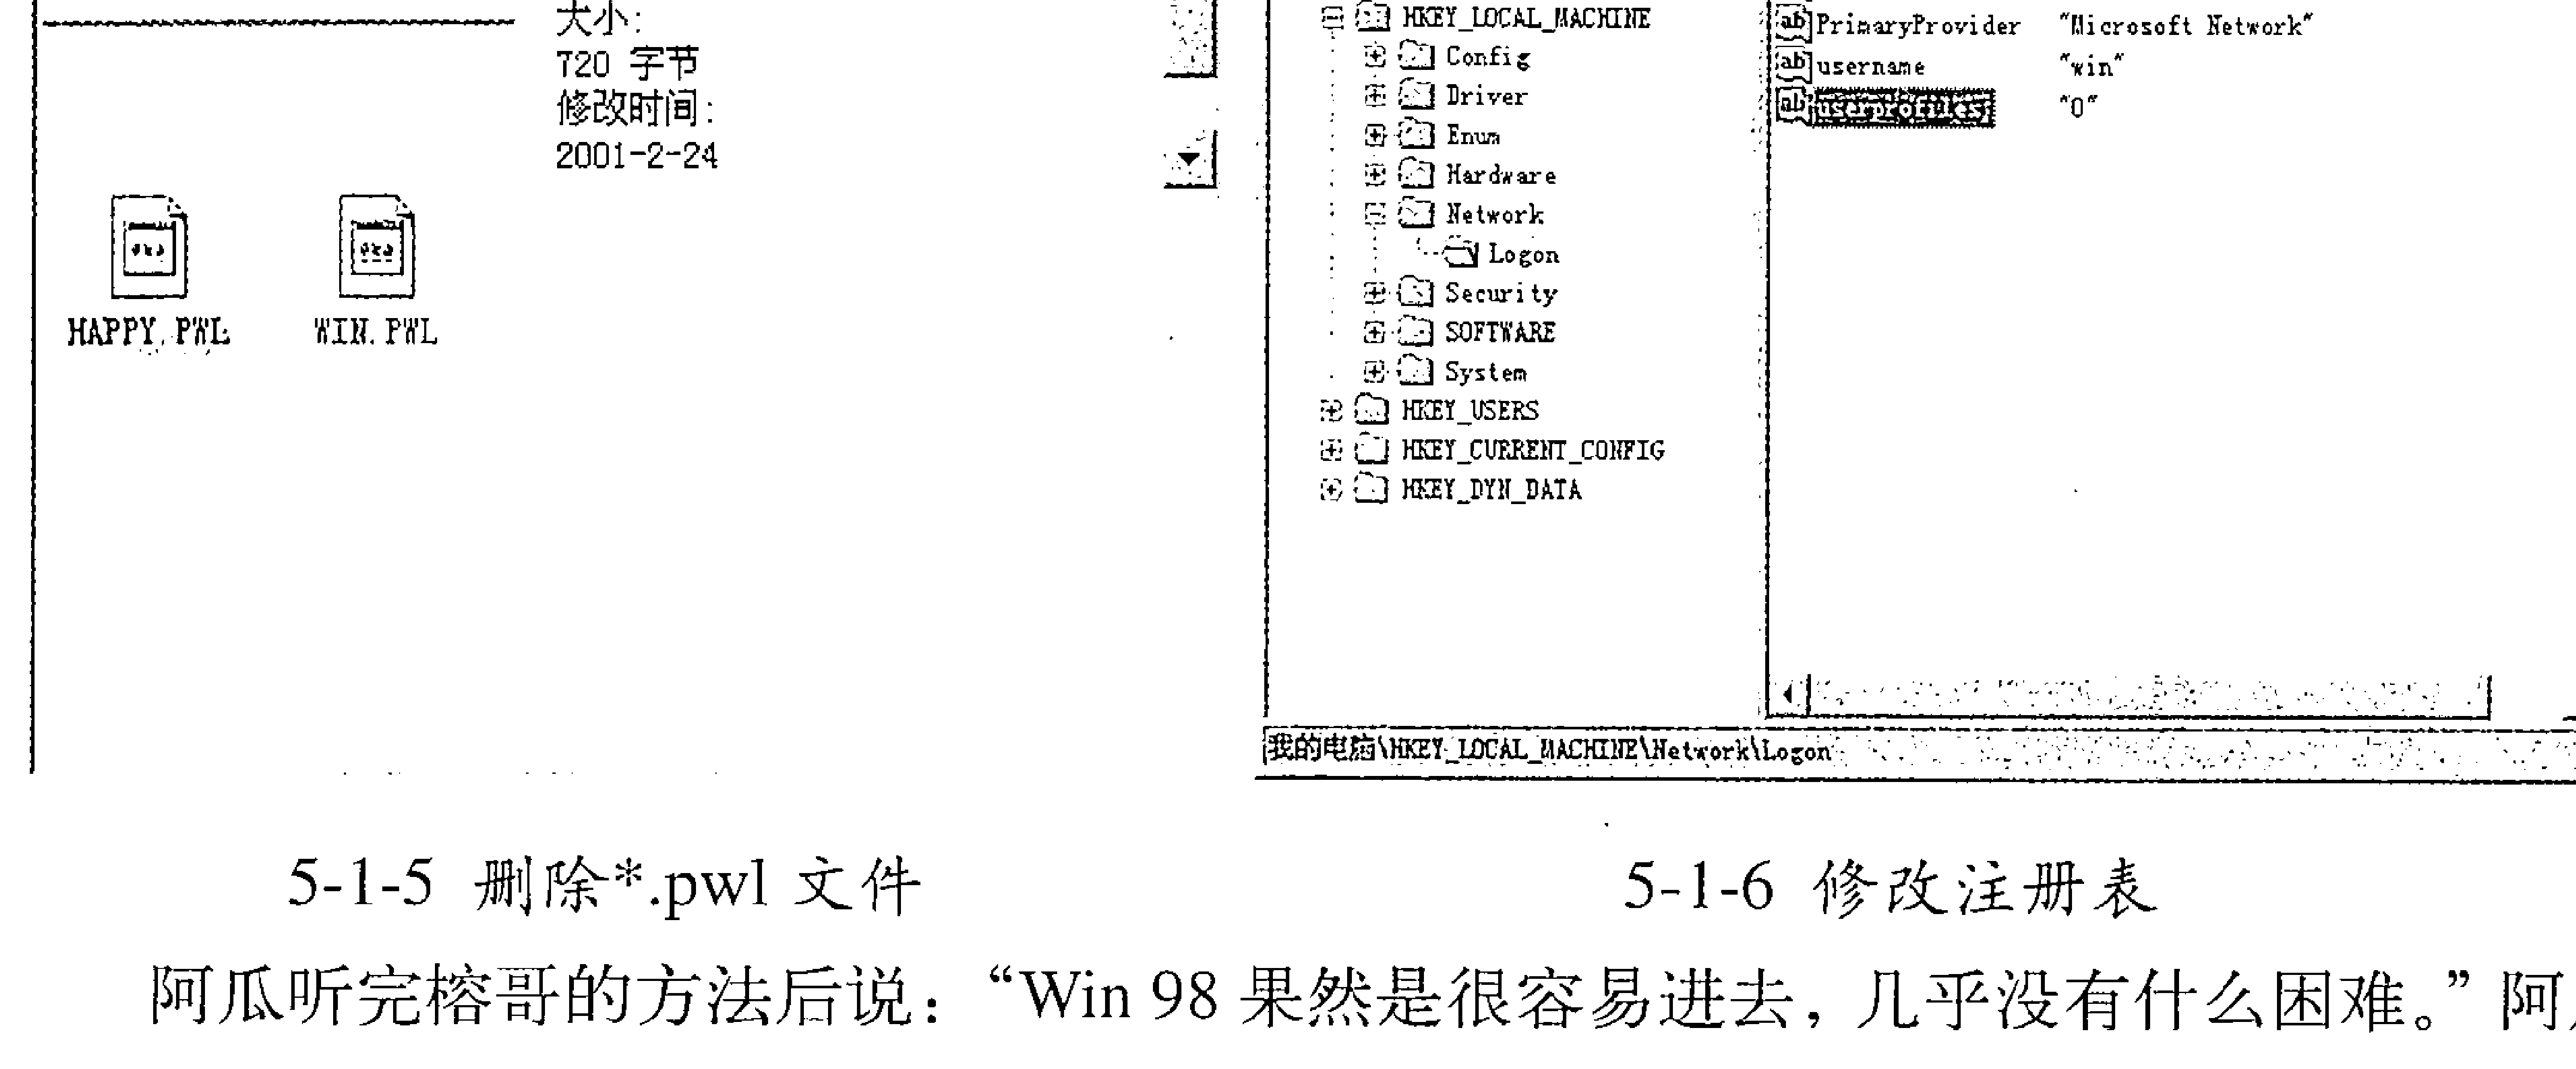 大小:
720 字节
修改时间:
2001-2-24
HAPPY.PWL
WIN.PWL
HKEY_LOCAL_MACHINE
Config
Driver
Enum
Hardware
Network
Logon
Security
SOFTWARE
System
HKEY_USERS
HKEY_CURRENT_CONFIG
HKEY_DYN_DATA
PrimaryProvider "Microsoft Network"
username "win"
userprofiles "0"
我的电脑\HKEY_LOCAL_MACHINE\Network\Logon
5-1-5 删除*.pwl 文件
5-1-6 修改注册表
阿瓜听完榕哥的方法后说：“Win 98 果然是很容易进去，几乎没有什么困难。”阿